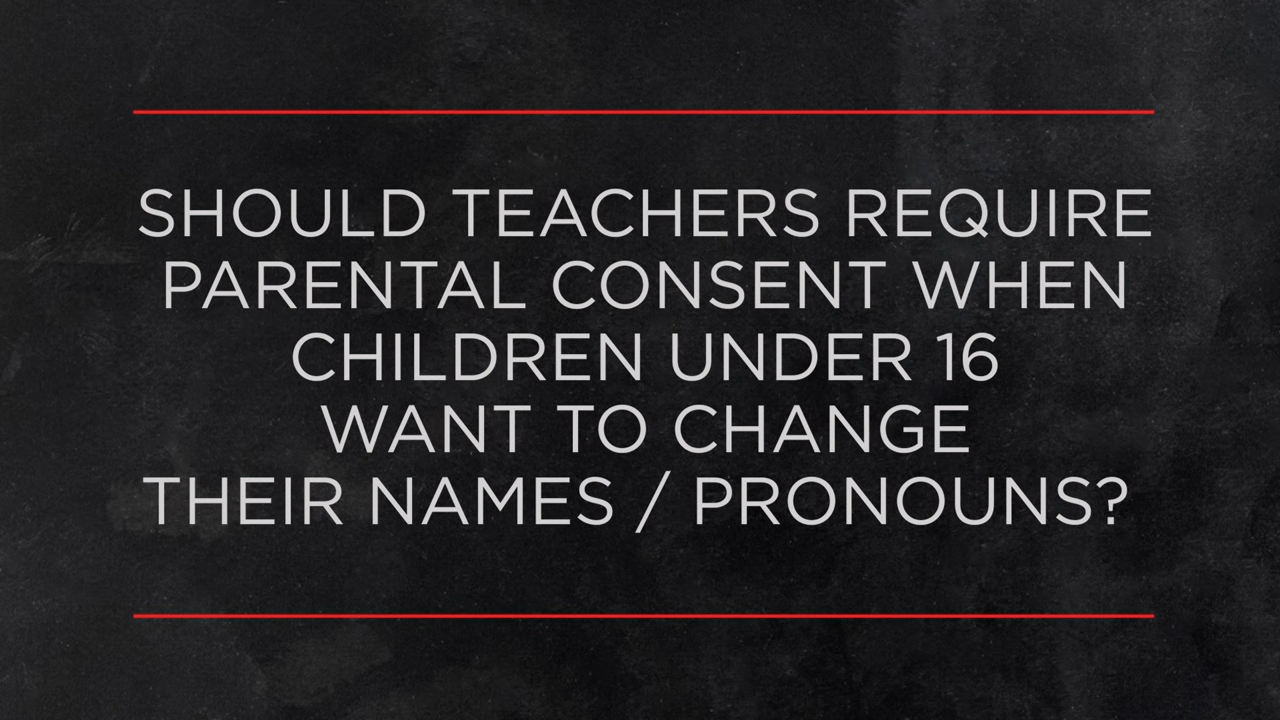 SHOULD TEACHERS REQUIRE
PARENTAL CONSENT WHEN
CHILDREN UNDER 16
WANT TO CHANGE
THEIR NAMES / PRONOUNS?